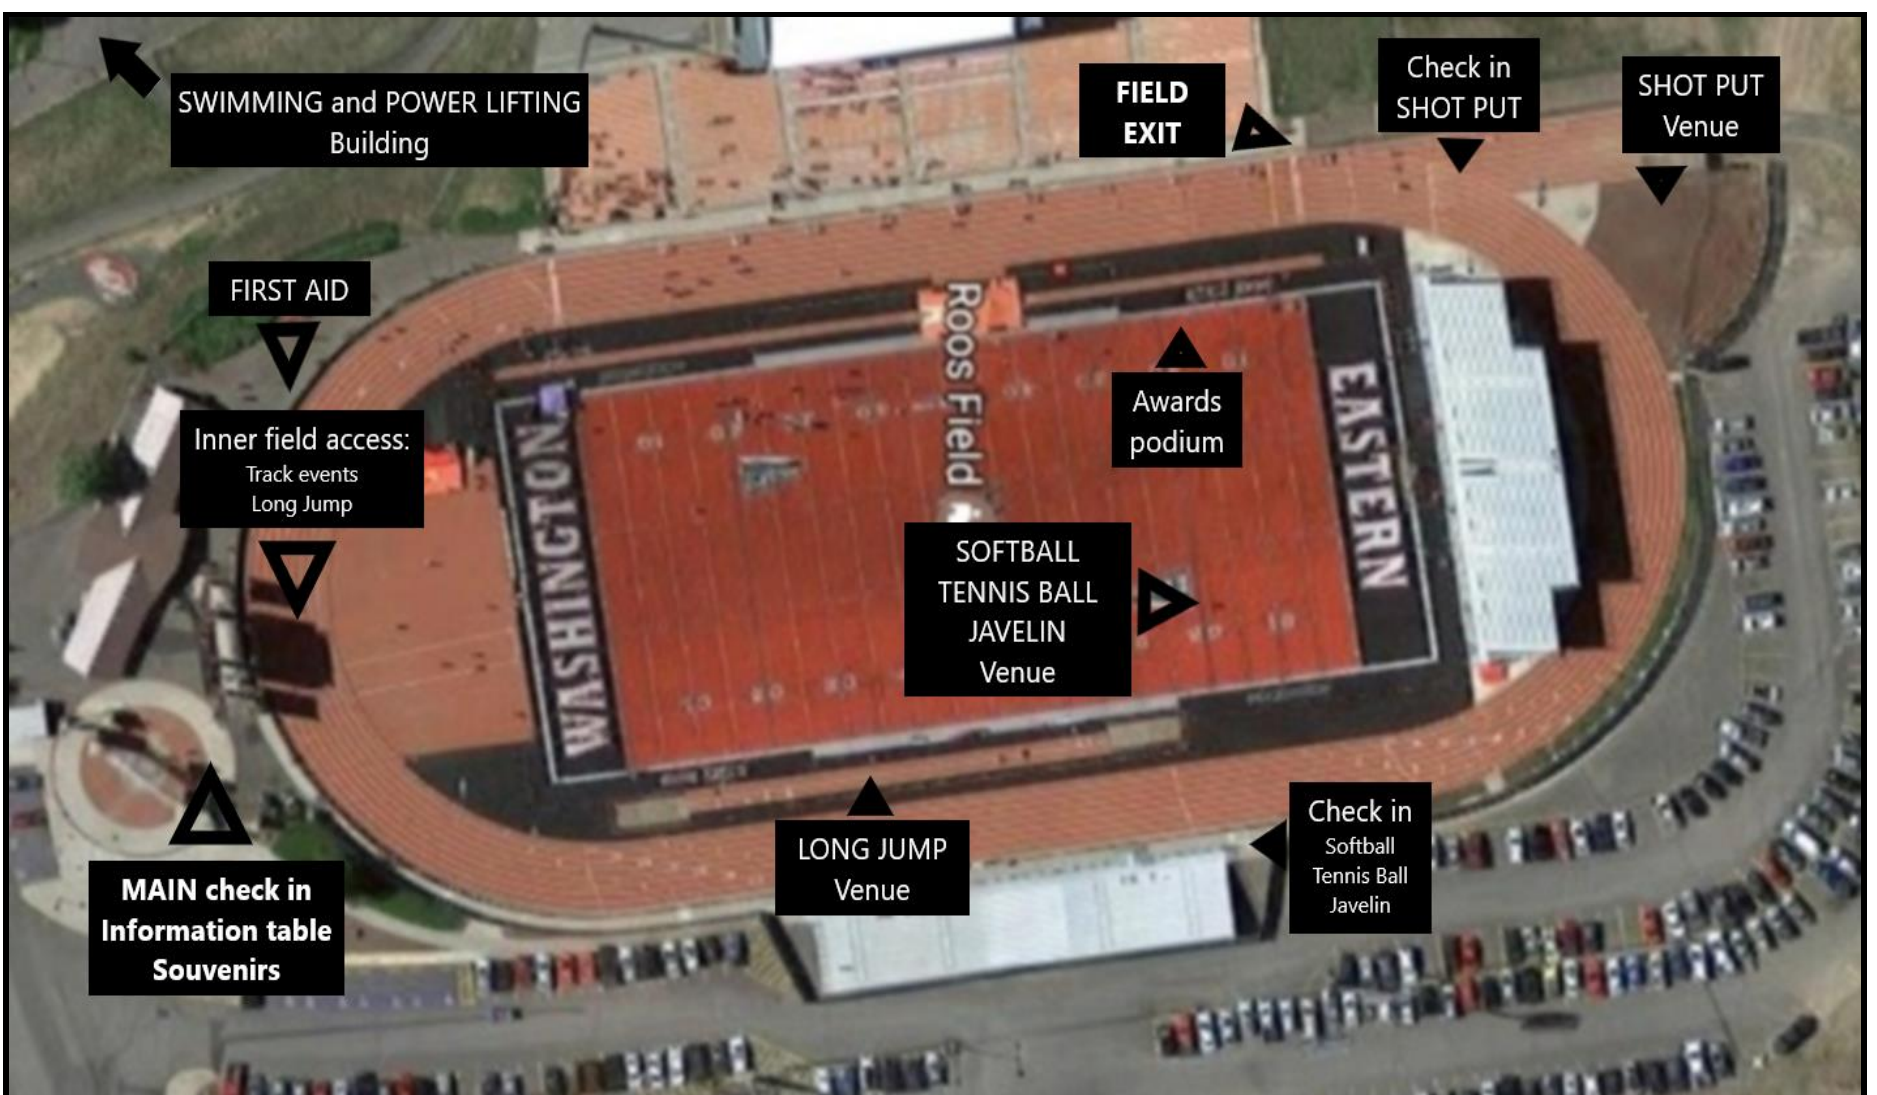 SWIMMING and POWER LIFTING
Building
FIELD
EXIT
Check in
SHOT PUT
SHOT PUT
Venue
FIRST AID
Inner field access:
Track events
Long Jump
Roos Field
Awards
podium
WASHINGTON
EASTERN
SOFTBALL
TENNIS BALL
JAVELIN
Venue
LONG JUMP
Venue
Check in
Softball
Tennis Ball
Javelin
MAIN check in
Information table
Souvenirs